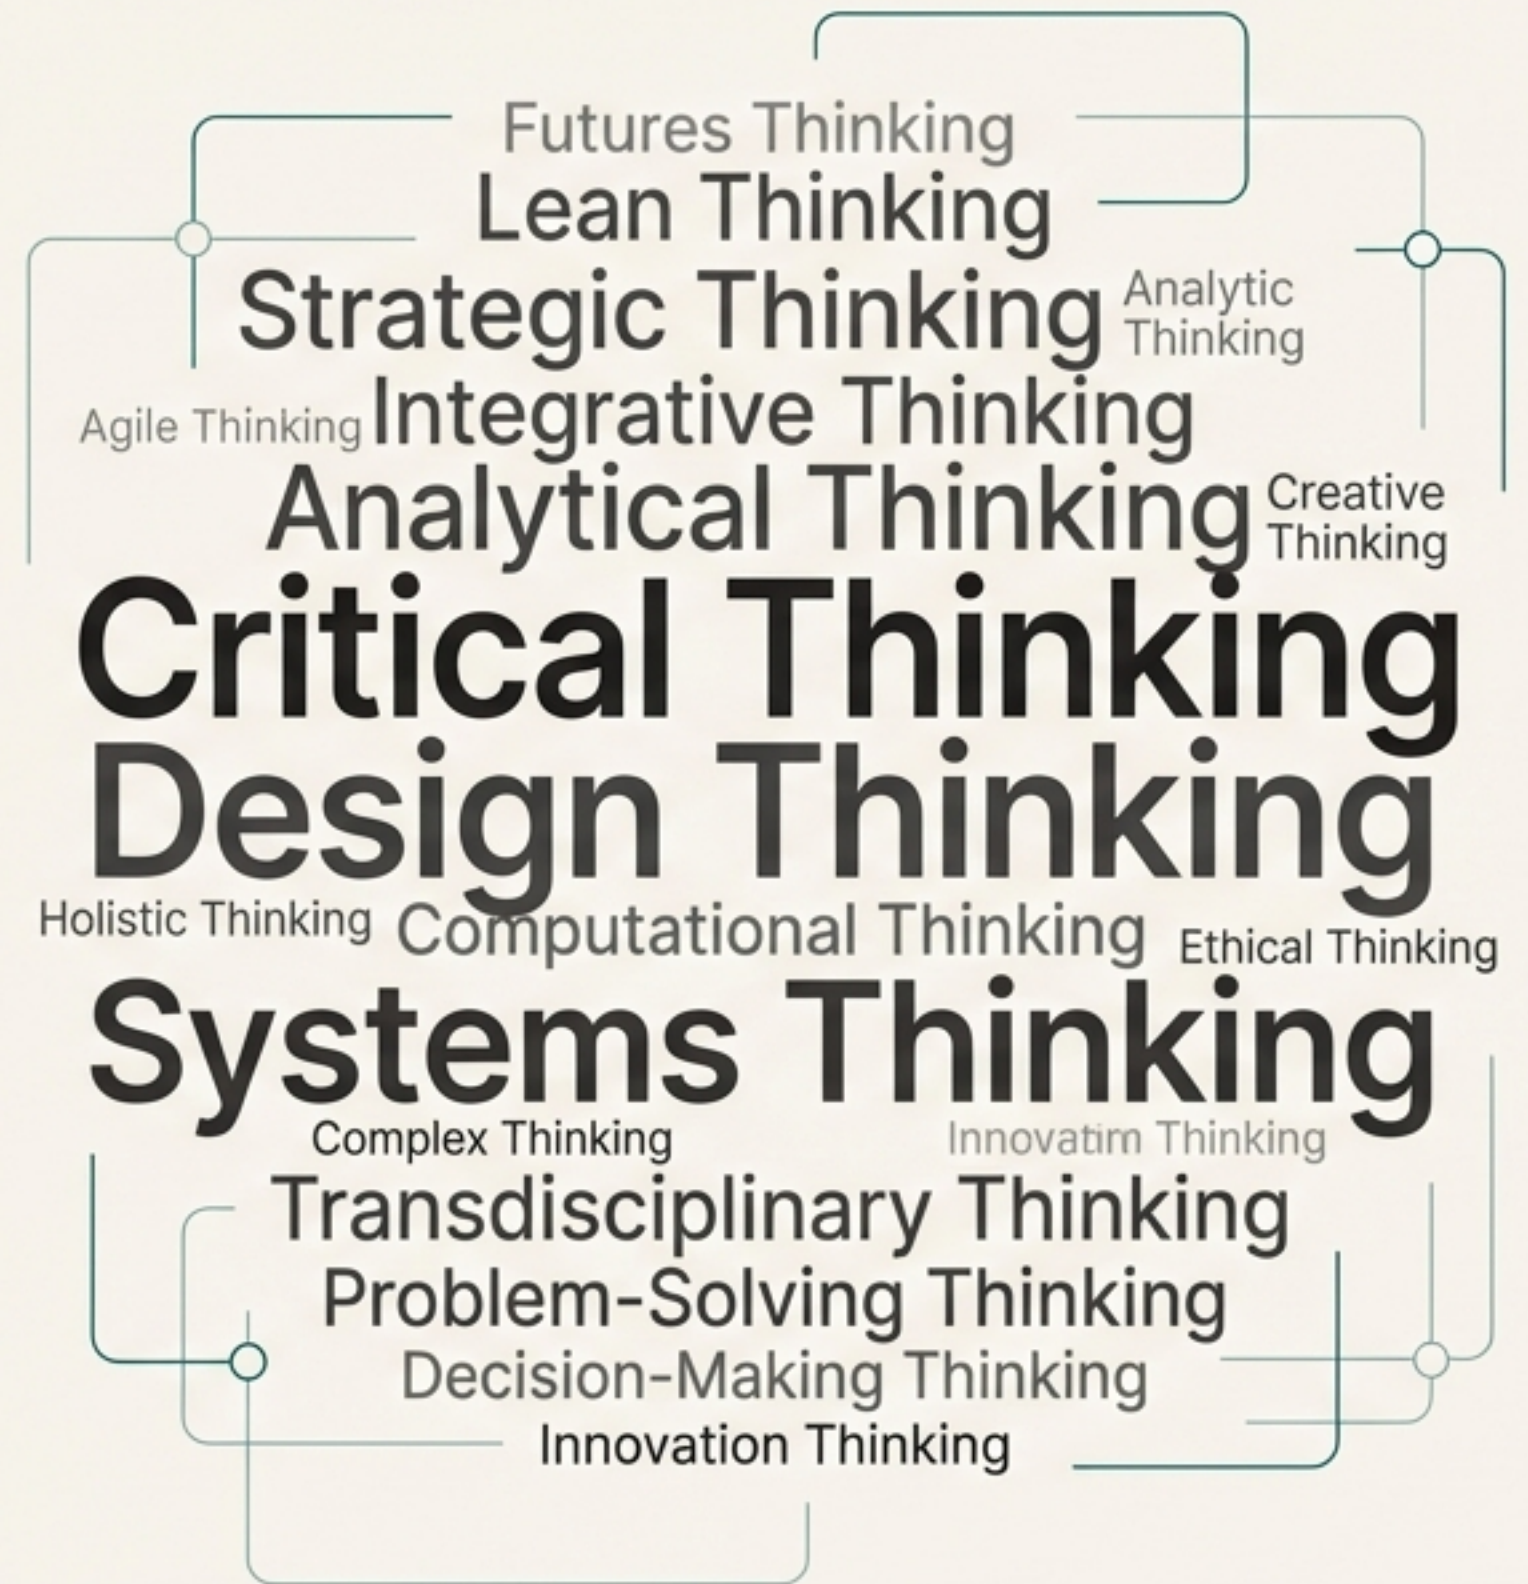 Futures Thinking
Lean Thinking
Strategic Thinking
Analytic
Thinking
Agile Thinking
Integrative Thinking
Analytical Thinking
Creative
Thinking
Critical Thinking
Design Thinking
Holistic Thinking
Computational Thinking
Ethical Thinking
Systems Thinking
Complex Thinking
Innovatim Thinking
Transdisciplinary Thinking
Problem-Solving Thinking
Decision-Making Thinking
Innovation Thinking